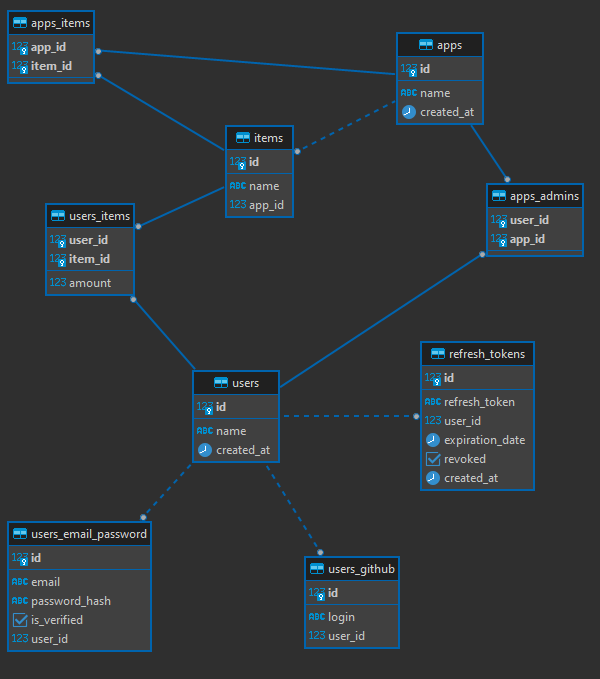 apps_items
123 app_id
123 item_id
apps
123 id
ABC name
created_at
items
123 id
ABC name
123 app_id
apps_admins
123 user_id
123 app_id
users_items
123 user_id
123 item_id
123 amount
users
123 id
ABC name
created_at
refresh_tokens
123 id
ABC refresh_token
123 user_id
expiration_date
revoked
created_at
users_email_password
123 id
ABC email
ABC password_hash
is_verified
123 user_id
users_github
123 id
ABC login
123 user_id